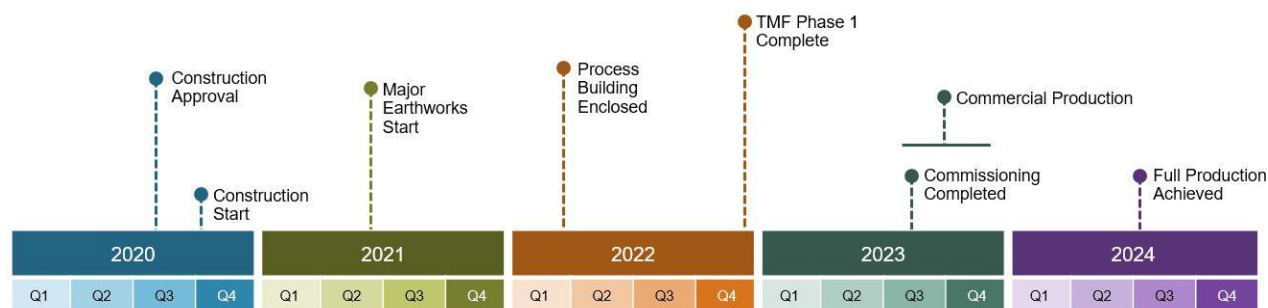 TMF Phase 1
Complete
Construction
Approval
Major
Earthworks
Start
Process
Building
Enclosed
Commercial Production
Construction
Start
Commissioning
Completed
Full Production
Achieved
2020
2021
2022
2023
2024
Q1 Q2 Q3 Q4 Q1 Q2 Q3 Q4 Q1 Q2 Q3 Q4 Q1 Q2 Q3 Q4 Q1 Q2 Q3 Q4